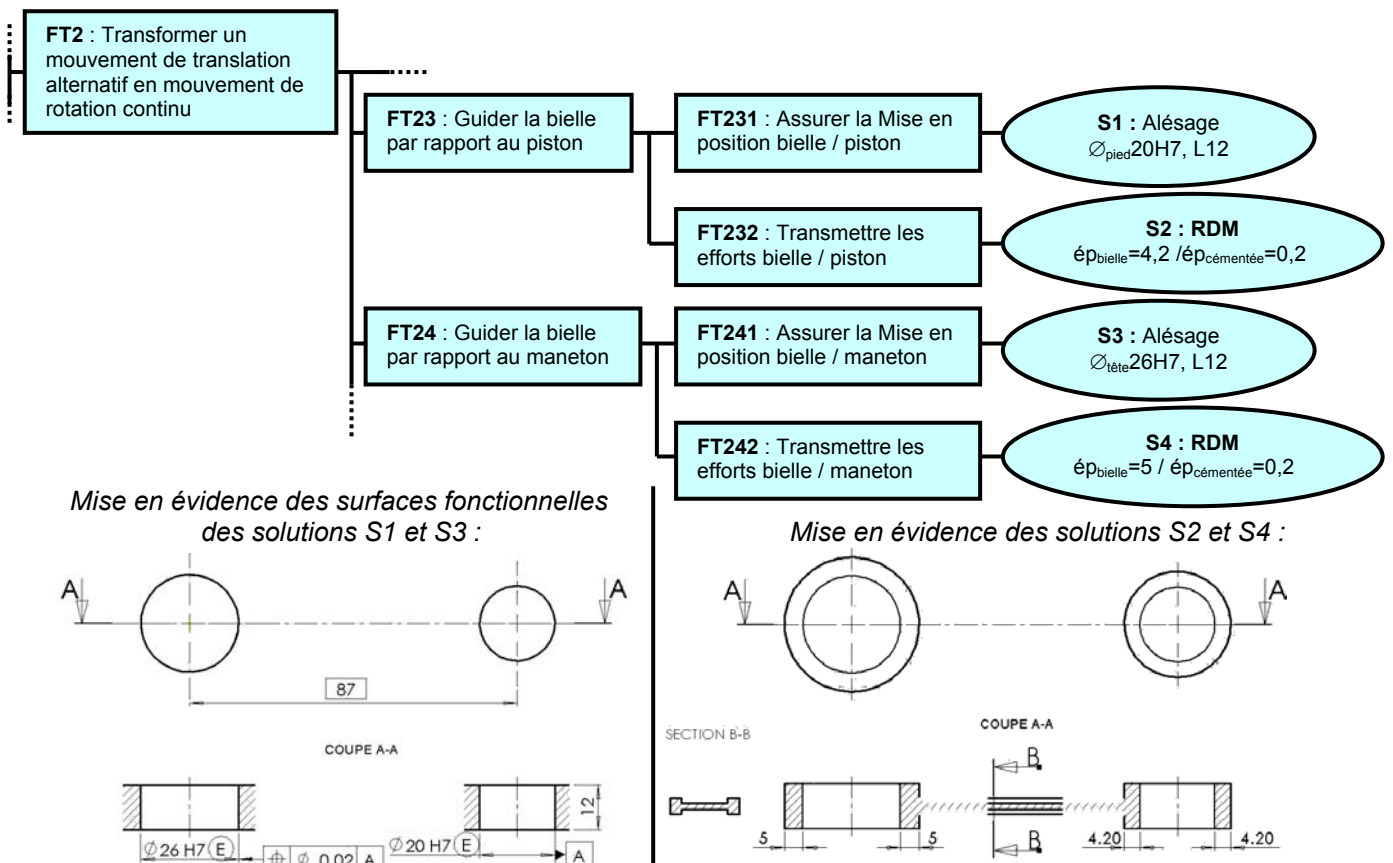 FT2 : Transformer un
mouvement de translation
alternatif en mouvement de
rotation continu
FT23 : Guider la bielle
par rapport au piston
FT231 : Assurer la Mise en
position bielle / piston
S1 : Alésage
∅pied20H7, L12
FT232 : Transmettre les
efforts bielle / piston
S2 : RDM
épbielle=4,2 /épcémentée=0,2
FT24 : Guider la bielle
par rapport au maneton
FT241 : Assurer la Mise en
position bielle / maneton
S3 : Alésage
∅tête26H7, L12
FT242 : Transmettre les
efforts bielle / maneton
S4 : RDM
épbielle=5 / épcémentée=0,2
Mise en évidence des surfaces fonctionnelles
des solutions S1 et S3 :
A A
87
COUPE A-A
12
∅26 H7 E
⌖ ∅ 0.02 A
∅20 H7 E
A
Mise en évidence des solutions S2 et S4 :
A A
SECTION B-B
COUPE A-A
B
B
5 5 4.20 4.20